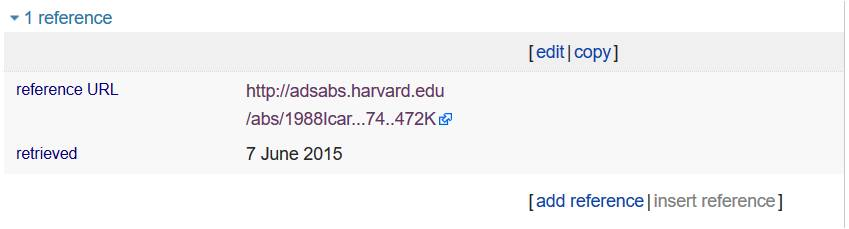 1 reference
[edit|copy]
reference URL
http://adsabs.harvard.edu
/abs/1988Icar...74..472K
retrieved
7 June 2015
[add reference|insert reference]